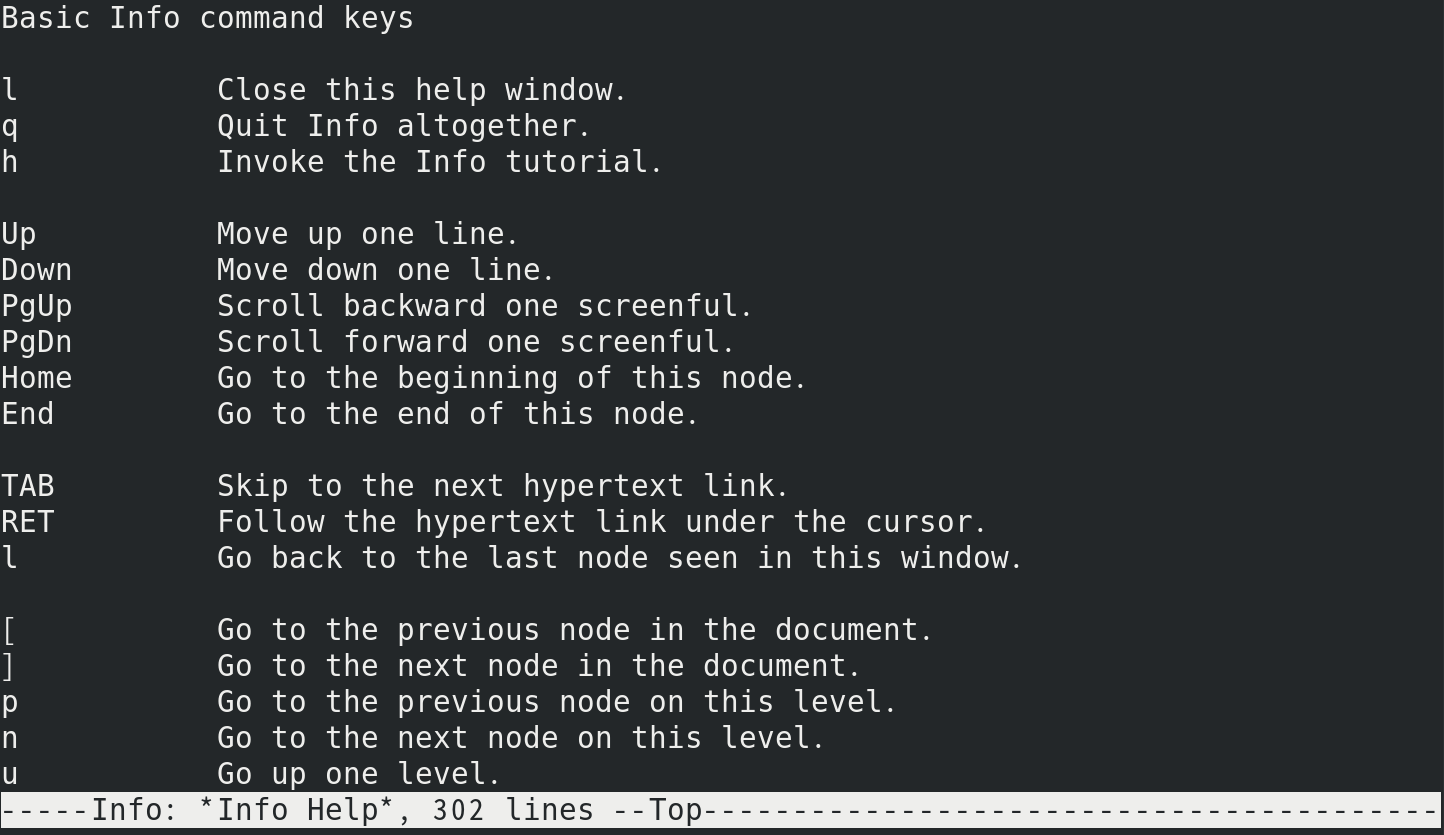 Basic Info command keys

l           Close this help window.
q           Quit Info altogether.
h           Invoke the Info tutorial.

Up          Move up one line.
Down        Move down one line.
PgUp        Scroll backward one screenful.
PgDn        Scroll forward one screenful.
Home        Go to the beginning of this node.
End         Go to the end of this node.

TAB         Skip to the next hypertext link.
RET         Follow the hypertext link under the cursor.
l           Go back to the last node seen in this window.

[           Go to the previous node in the document.
]           Go to the next node in the document.
p           Go to the previous node on this level.
n           Go to the next node on this level.
u           Go up one level.
-----Info: *Info Help*, 302 lines --Top-----------------------------------------